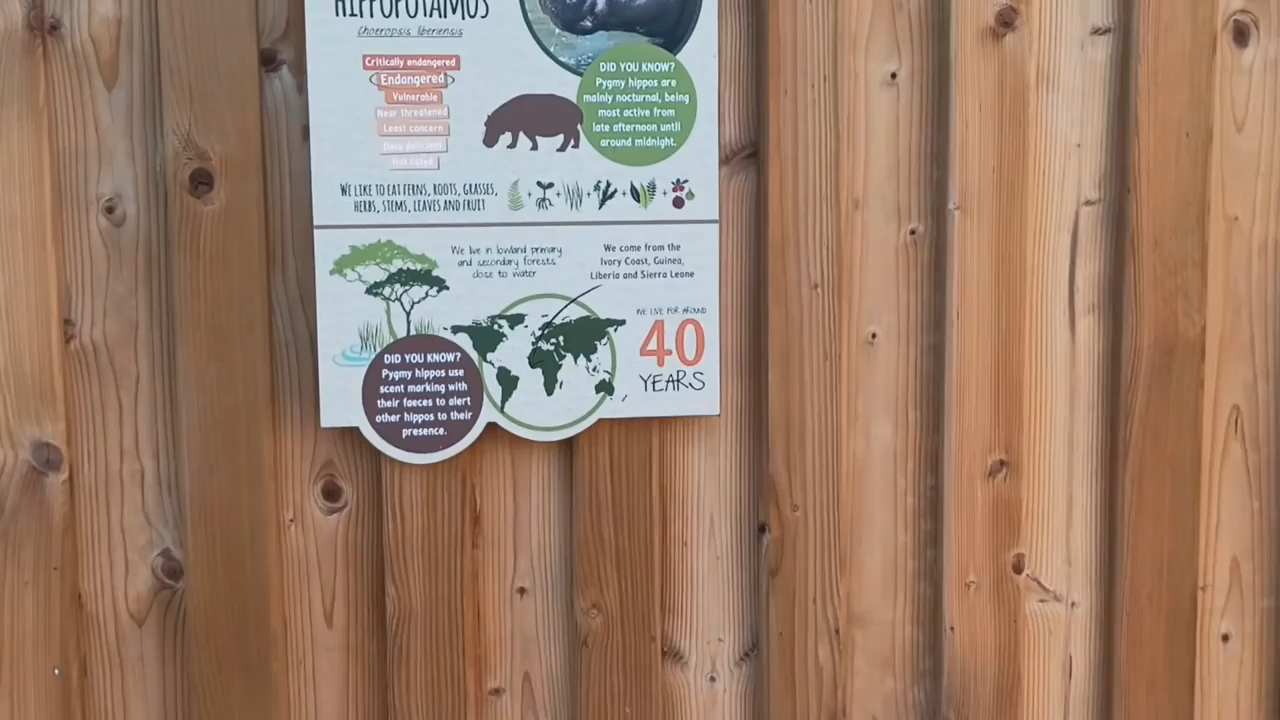 HIPPOPOTAMUS
Choeropsis liberiensis
Critically endangered
Endangered
Vulnerable
Near threatened
Least concern
Data deficient
Not listed
DID YOU KNOW?
Pygmy hippos are
mainly nocturnal, being
most active from
late afternoon until
around midnight.
WE LIKE TO EAT FERNS, ROOTS, GRASSES,
HERBS, STEMS, LEAVES AND FRUIT
We live in lowland primary
and secondary forests
close to water
We come from the
Ivory Coast, Guinea,
Liberia and Sierra Leone
WE LIVE FOR AROUND
40
YEARS
DID YOU KNOW?
Pygmy hippos use
scent marking with
their faeces to alert
other hippos to their
presence.